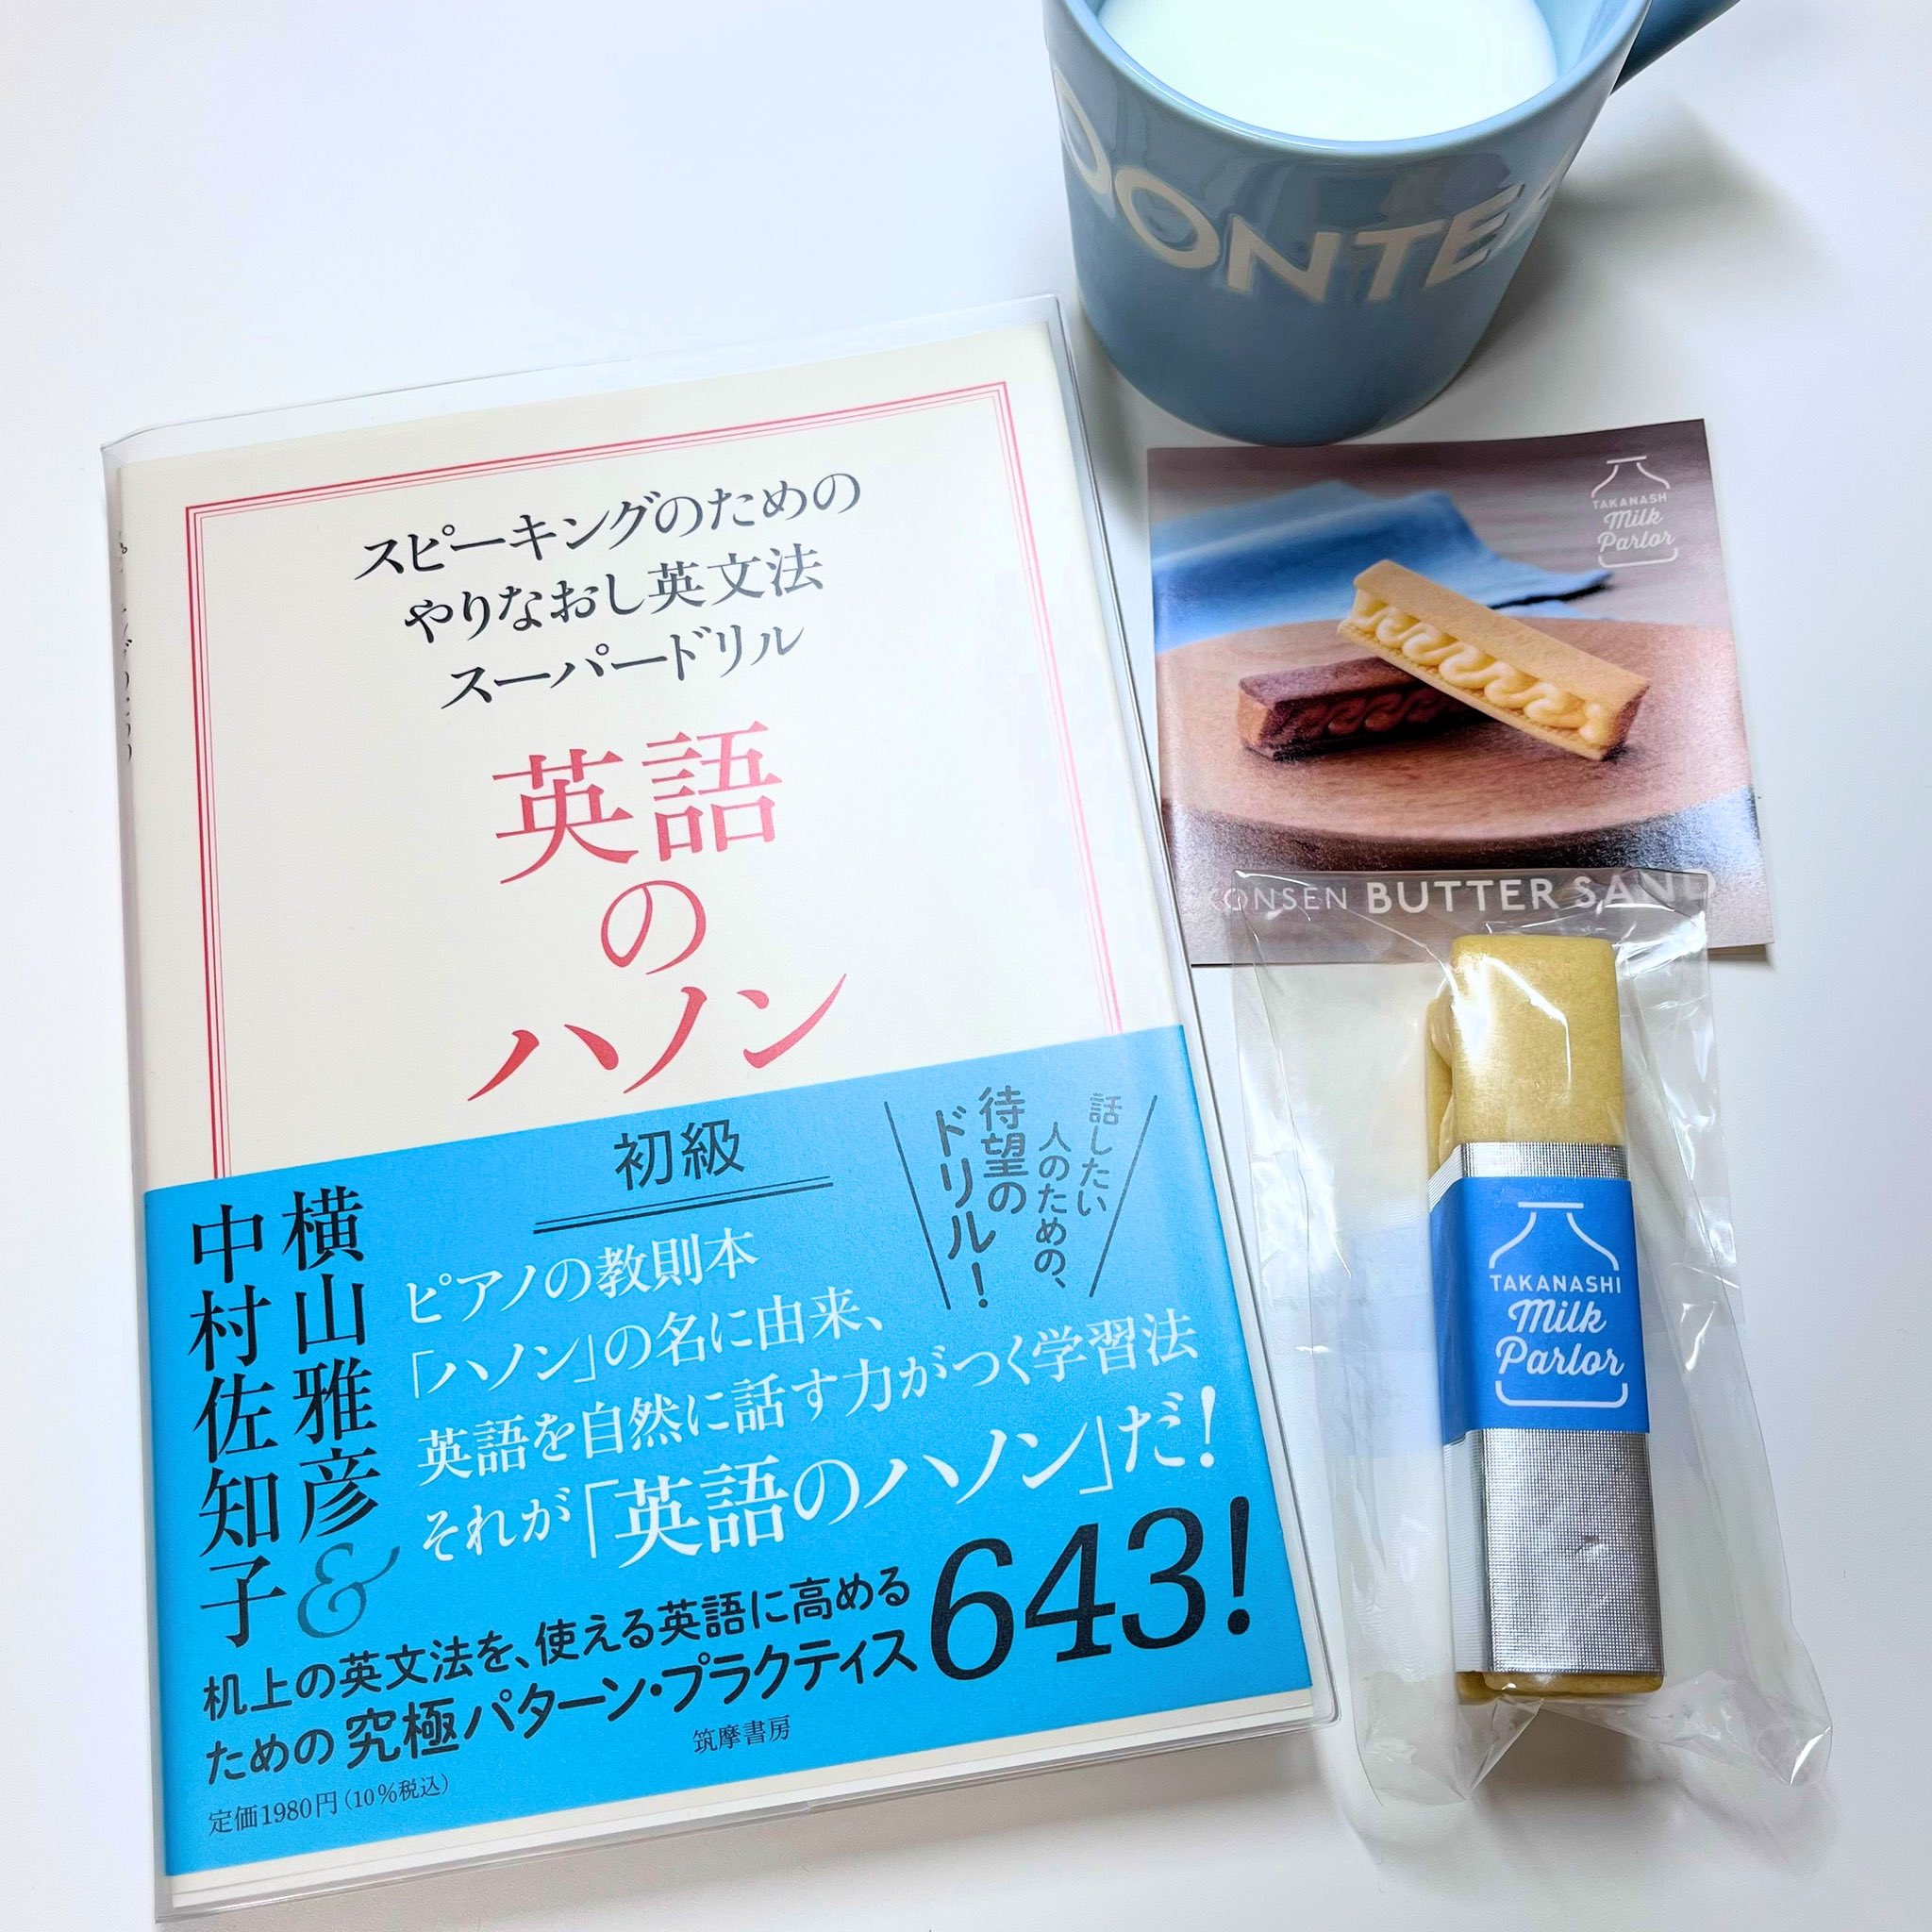 スピーキングのための
やりなおし英文法
スーパードリル
英語
の
ハノン
初級
話したい
人のための、
待望の
ドリル!
横山雅彦&
中村佐知子
ピアノの教則本
「ハノン」の名に由来、
英語を自然に話す力がつく学習法
それが「英語のハノン」だ!
机上の英文法を、使える英語に高める
ための究極パターン・プラクティス643!
筑摩書房
定価1980円(10%税込)
TAKANASHI
Milk
Parlor
KONSEN BUTTER SAND
TAKANASHI
Milk
Parlor